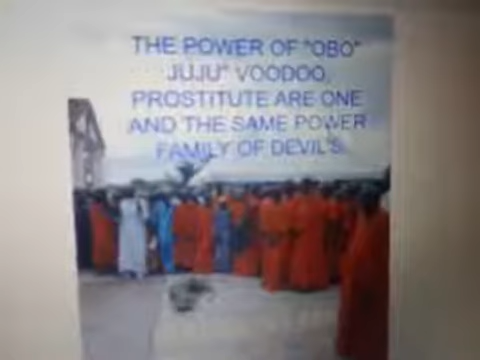 THE POWER OF "OBO"
JUJU" VOODOO,
PROSTITUTE ARE ONE
AND THE SAME POWER
FAMILY OF DEVIL'S.